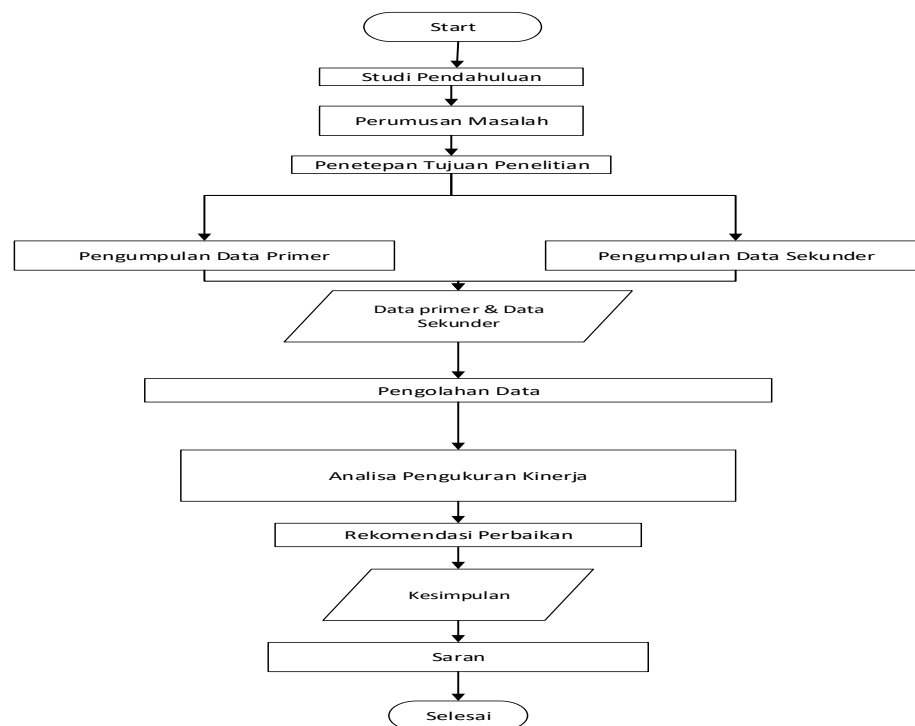 Start
Studi Pendahuluan
Perumusan Masalah
Penetepan Tujuan Penelitian
Pengumpulan Data Primer
Pengumpulan Data Sekunder
Data primer & Data
Sekunder
Pengolahan Data
Analisa Pengukuran Kinerja
Rekomendasi Perbaikan
Kesimpulan
Saran
Selesai